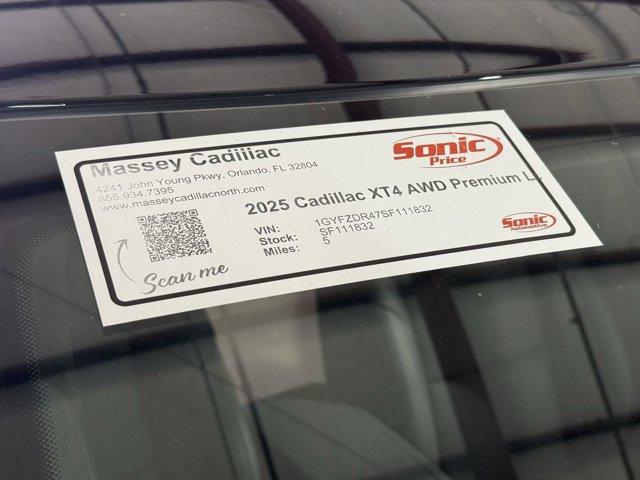 Massey Cadillac
4241 John Young Pkwy, Orlando, FL 32804
855.934.7395
www.masseycadillacnorth.com
Sonic
Price
2025 Cadillac XT4 AWD Premium L
VIN: 1GYFZDR47SF111832
Stock: SF111832
Miles: 5
Scan me
Sonic
Automotive